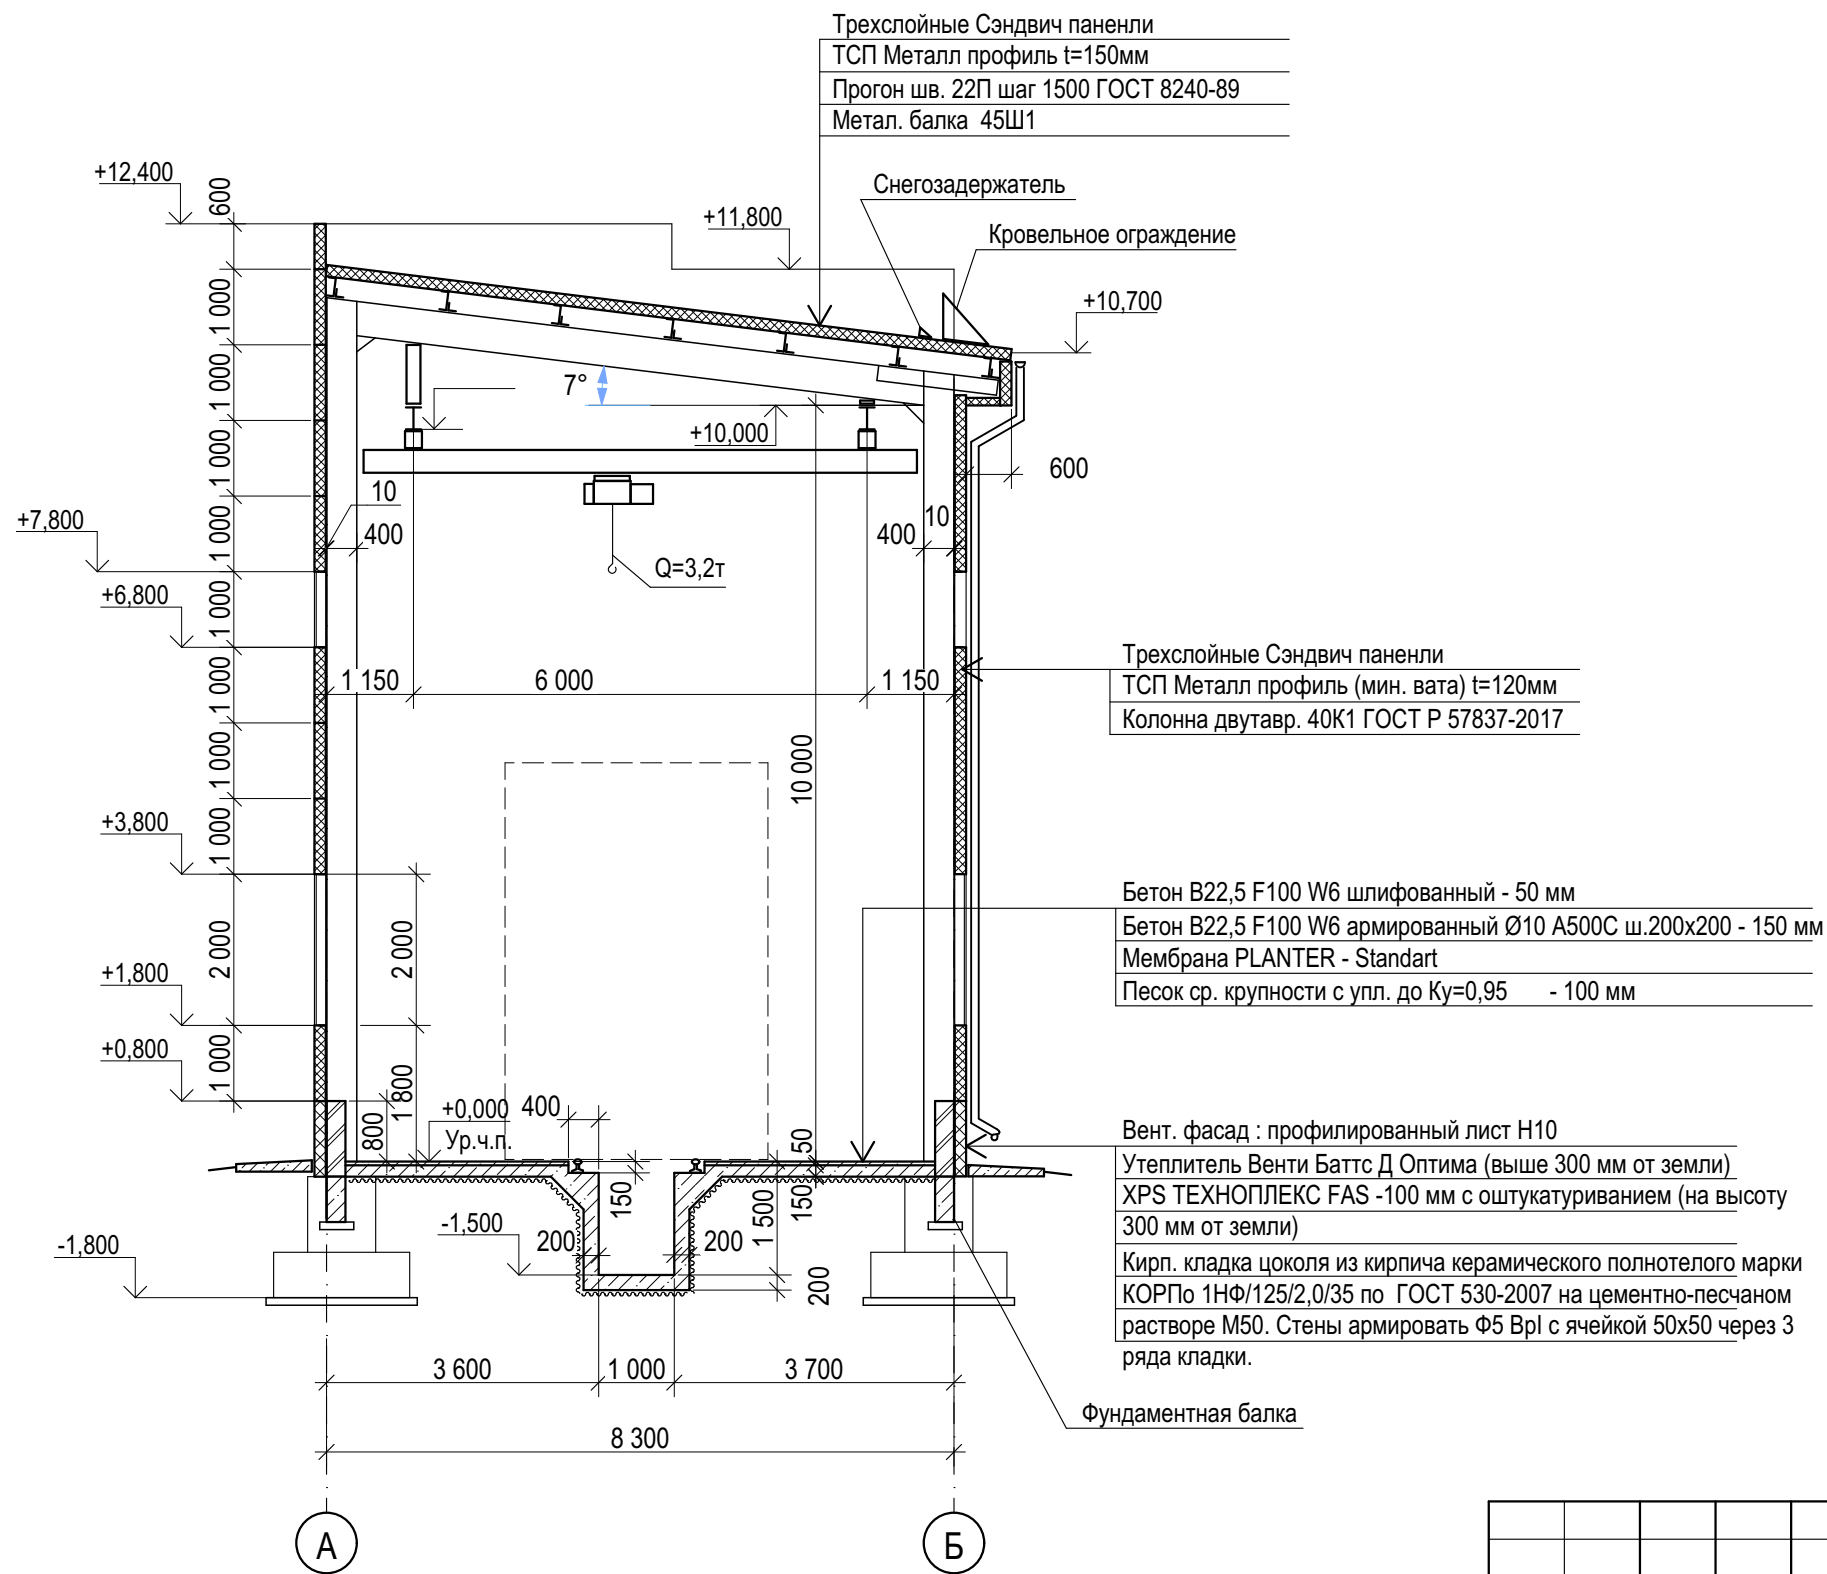 Трехслойные Сэндвич паненли
ТСП Металл профиль t=150мм
Прогон шв. 22П шаг 1500 ГОСТ 8240-89
Метал. балка 45Ш1
Снегозадержатель
Кровельное ограждение
+12,400
600
+11,800
+10,700
1 000
1 000
1 000
1 000
1 000
1 000
1 000
1 000
2 000
1 000
7°
+10,000
600
10
400
10
400
+7,800
+6,800
Q=3,2т
1 150
6 000
1 150
Трехслойные Сэндвич паненли
ТСП Металл профиль (мин. вата) t=120мм
Колонна двутавр. 40К1 ГОСТ Р 57837-2017
10 000
+3,800
+1,800
+0,800
2 000
1 800
800
Бетон В22,5 F100 W6 шлифованный - 50 мм
Бетон В22,5 F100 W6 армированный Ø10 А500С ш.200х200 - 150 мм
Мембрана PLANTER - Standart
Песок ср. крупности с упл. до Ку=0,95 - 100 мм
+0,000
Ур.ч.п.
400
50
150
150
1 500
200
200
200
-1,500
-1,800
Вент. фасад : профилированный лист Н10
Утеплитель Венти Баттс Д Оптима (выше 300 мм от земли)
XPS ТЕХНОПЛЕКС FAS -100 мм с оштукатуриванием (на высоту
300 мм от земли)
Кирп. кладка цоколя из кирпича керамического полнотелого марки
КОРПо 1НФ/125/2,0/35 по ГОСТ 530-2007 на цементно-песчаном
растворе М50. Стены армировать Ф5 ВрI с ячейкой 50х50 через 3
ряда кладки.
Фундаментная балка
3 600
1 000
3 700
8 300
А
Б